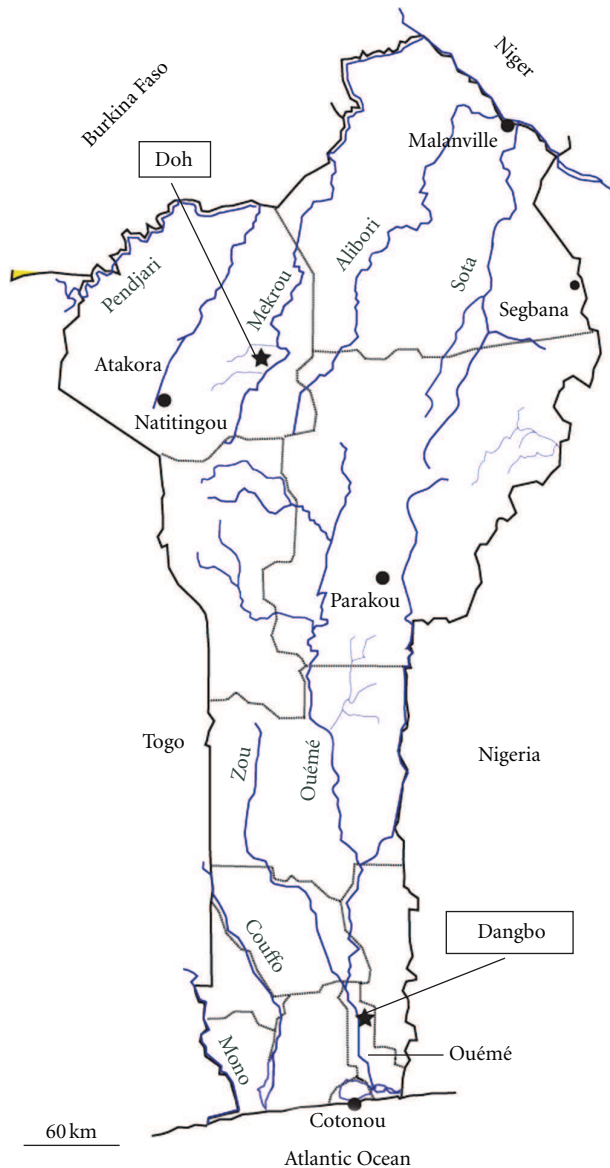 Niger
Burkina Faso
Malanville
Doh
Alibori
Pendjari
Mekrou
Sota
Segbana
Atakora
Natitingou
Parakou
Togo
Zou
Ouémé
Nigeria
Couffo
Dangbo
Mono
Ouémé
Cotonou
60 km
Atlantic Ocean